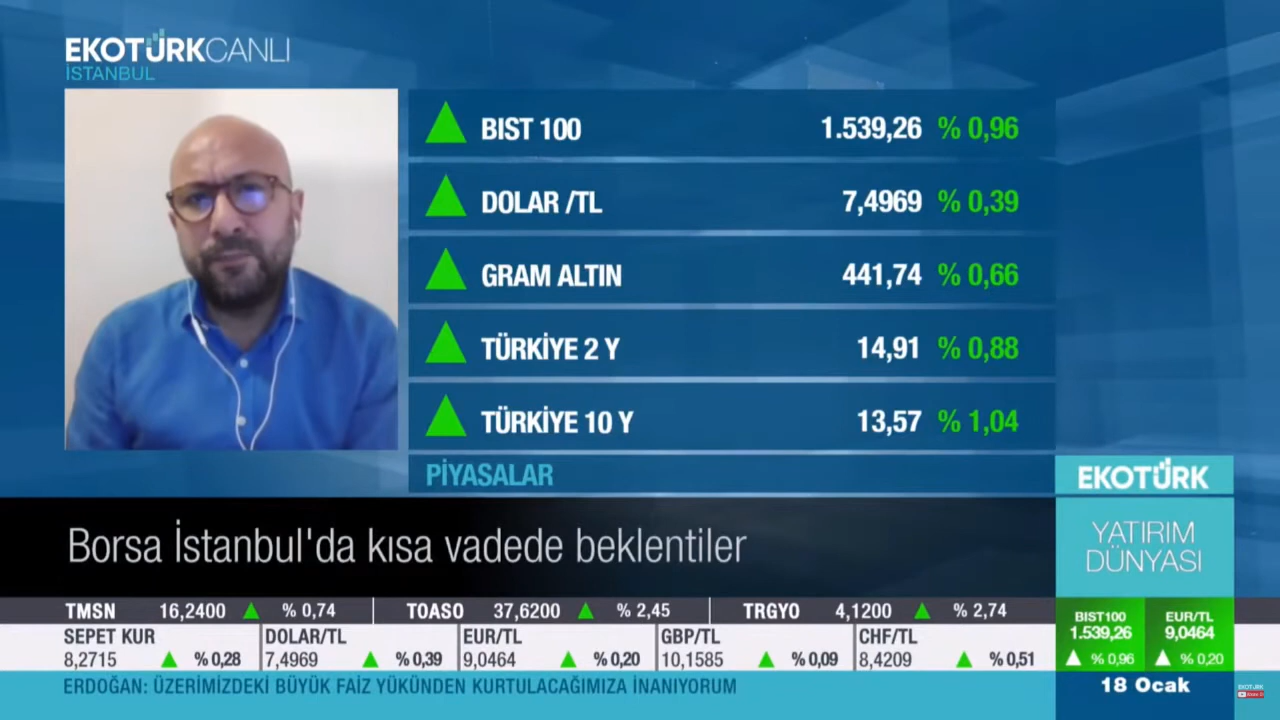 EKOTÜRK CANLI
İSTANBUL
BIST 100 1.539,26 % 0,96
DOLAR /TL 7,4969 % 0,39
GRAM ALTIN 441,74 % 0,66
TÜRKİYE 2 Y 14,91 % 0,88
TÜRKİYE 10 Y 13,57 % 1,04
PİYASALAR
EKOTÜRK
YATIRIM
DÜNYASI
Borsa İstanbul'da kısa vadede beklentiler
TMSN 16,2400 % 0,74 TOASO 37,6200 % 2,45 TRGYO 4,1200 % 2,74
SEPET KUR DOLAR/TL EUR/TL GBP/TL CHF/TL
8,2715 % 0,28 7,4969 % 0,39 9,0464 % 0,20 10,1585 % 0,09 8,4209 % 0,51
BIST100 EUR/TL
1.539,26 9,0464
% 0,96 % 0,20
ERDOĞAN: ÜZERİMİZDEKİ BÜYÜK FAİZ YÜKÜNDEN KURTULACAĞIMIZA İNANIYORUM
18 Ocak
EKOTÜRK